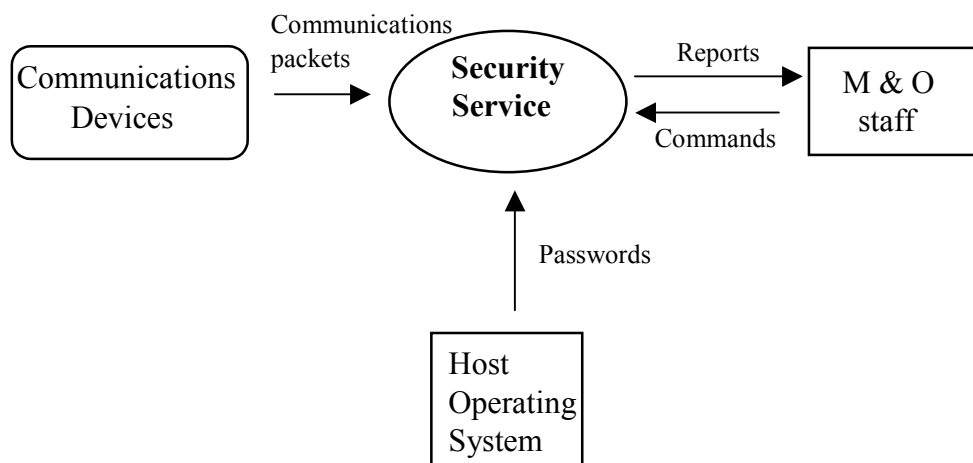 Communications
Devices
Communications
packets
Security
Service
Reports
Commands
M & O
staff
Passwords
Host
Operating
System